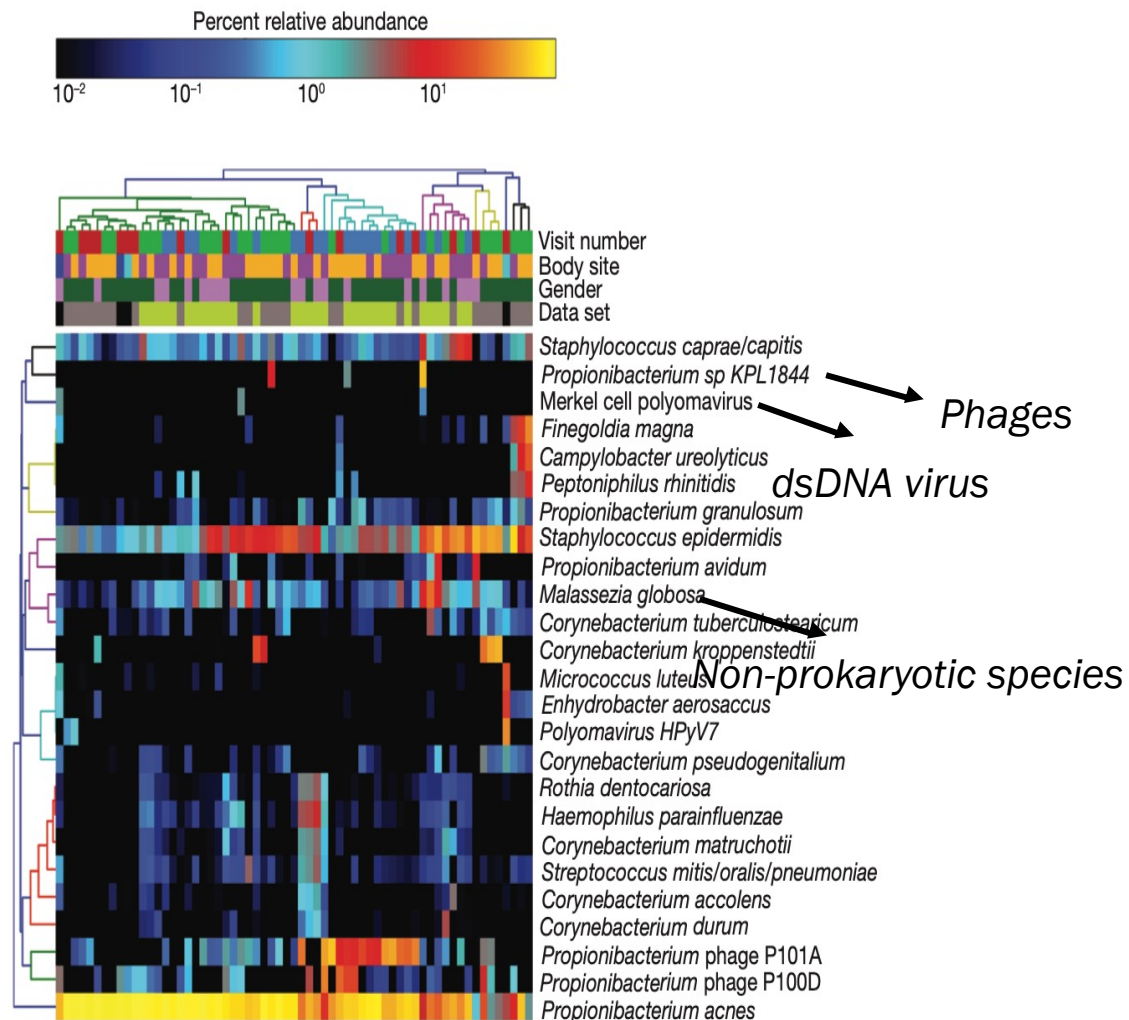 Percent relative abundance
10⁻² 10⁻¹ 10⁰ 10¹
Visit number
Body site
Gender
Data set
Staphylococcus caprae/capitis
Propionibacterium sp KPL1844
Merkel cell polyomavirus
Phages
Finegoldia magna
Campylobacter ureolyticus
Peptoniphilus rhinitidis
dsDNA virus
Propionibacterium granulosum
Staphylococcus epidermidis
Propionibacterium avidum
Malassezia globosa
Corynebacterium tuberculostearicum
Corynebacterium kroppenstedtii
Micrococcus luteus
Non-prokaryotic species
Enhydrobacter aerosaccus
Polyomavirus HPyV7
Corynebacterium pseudogenitalium
Rothia dentocariosa
Haemophilus parainfluenzae
Corynebacterium matruchotii
Streptococcus mitis/oralis/pneumoniae
Corynebacterium accolens
Corynebacterium durum
Propionibacterium phage P101A
Propionibacterium phage P100D
Propionibacterium acnes